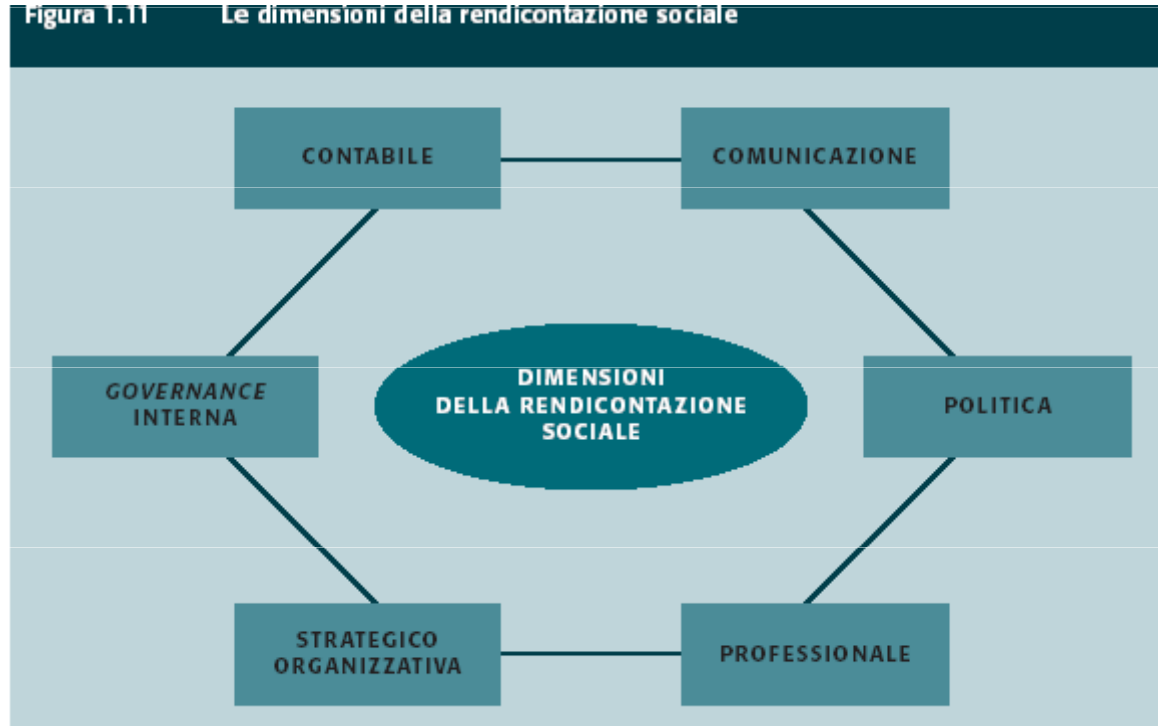 Figura 1.11 Le dimensioni della rendicontazione sociale
CONTABILE
COMUNICAZIONE
GOVERNANCE
INTERNA
DIMENSIONI
DELLA RENDICONTAZIONE
SOCIALE
POLITICA
STRATEGICO
ORGANIZZATIVA
PROFESSIONALE